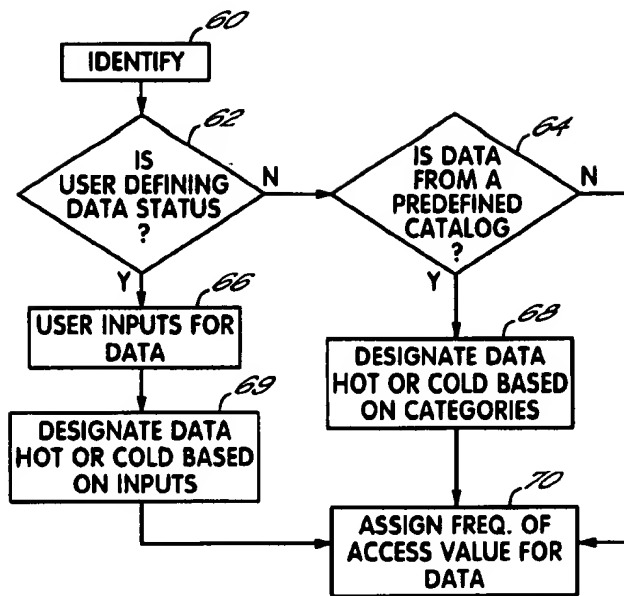 60
IDENTIFY
62
IS
USER DEFINING
DATA STATUS
?
N
Y
64
IS DATA
FROM A
PREDEFINED
CATALOG
?
N
Y
66
USER INPUTS FOR
DATA
68
DESIGNATE DATA
HOT OR COLD BASED
ON CATEGORIES
69
DESIGNATE DATA
HOT OR COLD BASED
ON INPUTS
70
ASSIGN FREQ. OF
ACCESS VALUE FOR
DATA